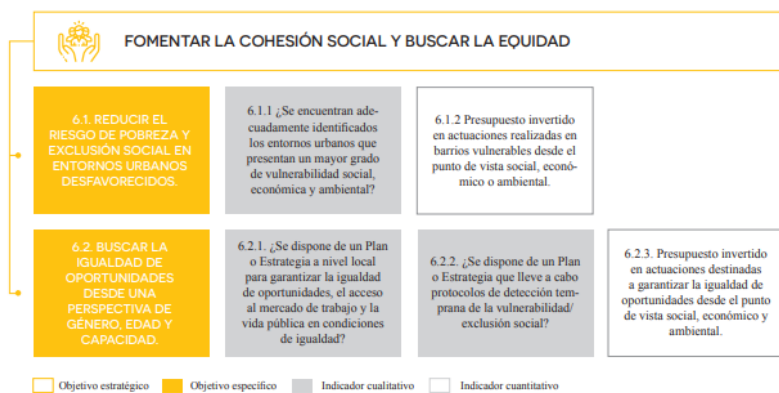 FOMENTAR LA COHESIÓN SOCIAL Y BUSCAR LA EQUIDAD
6.1. REDUCIR EL
RIESGO DE POBREZA Y
EXCLUSIÓN SOCIAL EN
ENTORNOS URBANOS
DESFAVORECIDOS.
6.1.1 ¿Se encuentran ade-
cuadamente identificados
los entornos urbanos que
presentan un mayor grado
de vulnerabilidad social,
económica y ambiental?
6.1.2 Presupuesto invertido
en actuaciones realizadas en
barrios vulnerables desde el
punto de vista social, econó-
mico o ambiental.
6.2. BUSCAR LA
IGUALDAD DE
OPORTUNIDADES
DESDE UNA
PERSPECTIVA DE
GÉNERO, EDAD Y
CAPACIDAD.
6.2.1. ¿Se dispone de un Plan
o Estrategia a nivel local
para garantizar la igualdad
de oportunidades, el acceso
al mercado de trabajo y la
vida pública en condiciones
de igualdad?
6.2.2. ¿Se dispone de un Plan
o Estrategia que lleve a cabo
protocolos de detección tem-
prana de la vulnerabilidad/
exclusión social?
6.2.3. Presupuesto invertido
en actuaciones destinadas
a garantizar la igualdad de
oportunidades desde el punto
de vista social, económico y
ambiental.
Objetivo estratégico
Objetivo específico
Indicador cualitativo
Indicador cuantitativo